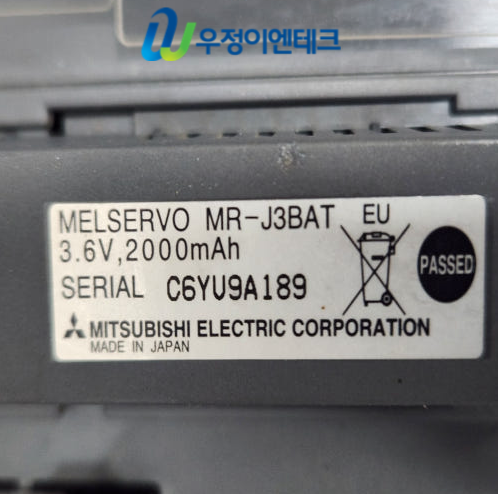 우정이엔테크
MELSERVO MR-J3BAT EU
3.6V,2000mAh
SERIAL C6YU9A189
PASSED
MITSUBISHI ELECTRIC CORPORATION
MADE IN JAPAN